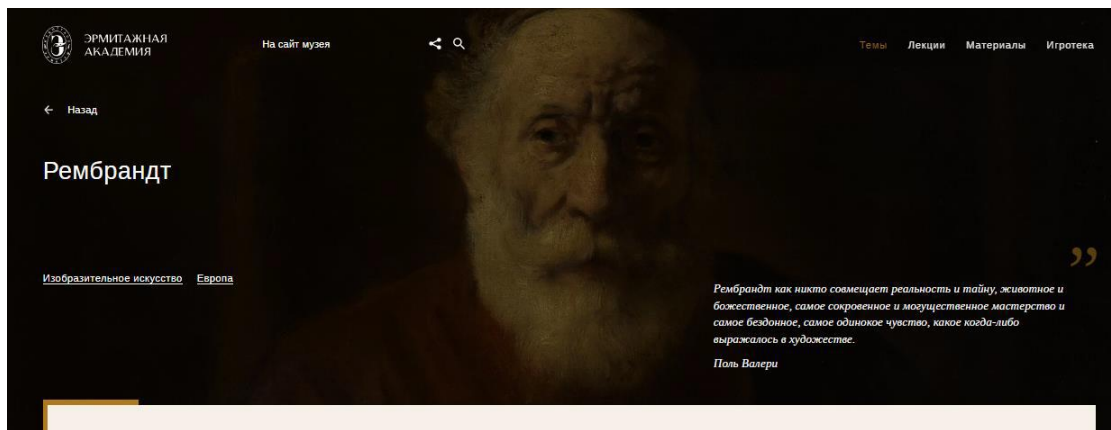 ЭРМИТАЖНАЯ
АКАДЕМИЯ
На сайт музея
Темы Лекции Материалы Игротека
Назад
Рембрандт
Изобразительное искусство Европа
”
Рембрандт как никто совмещает реальность и тайну, животное и
божественное, самое сокровенное и могущественное мастерство и
самое бездонное, самое одинокое чувство, какое когда-либо
выражалось в художестве.
Поль Валери